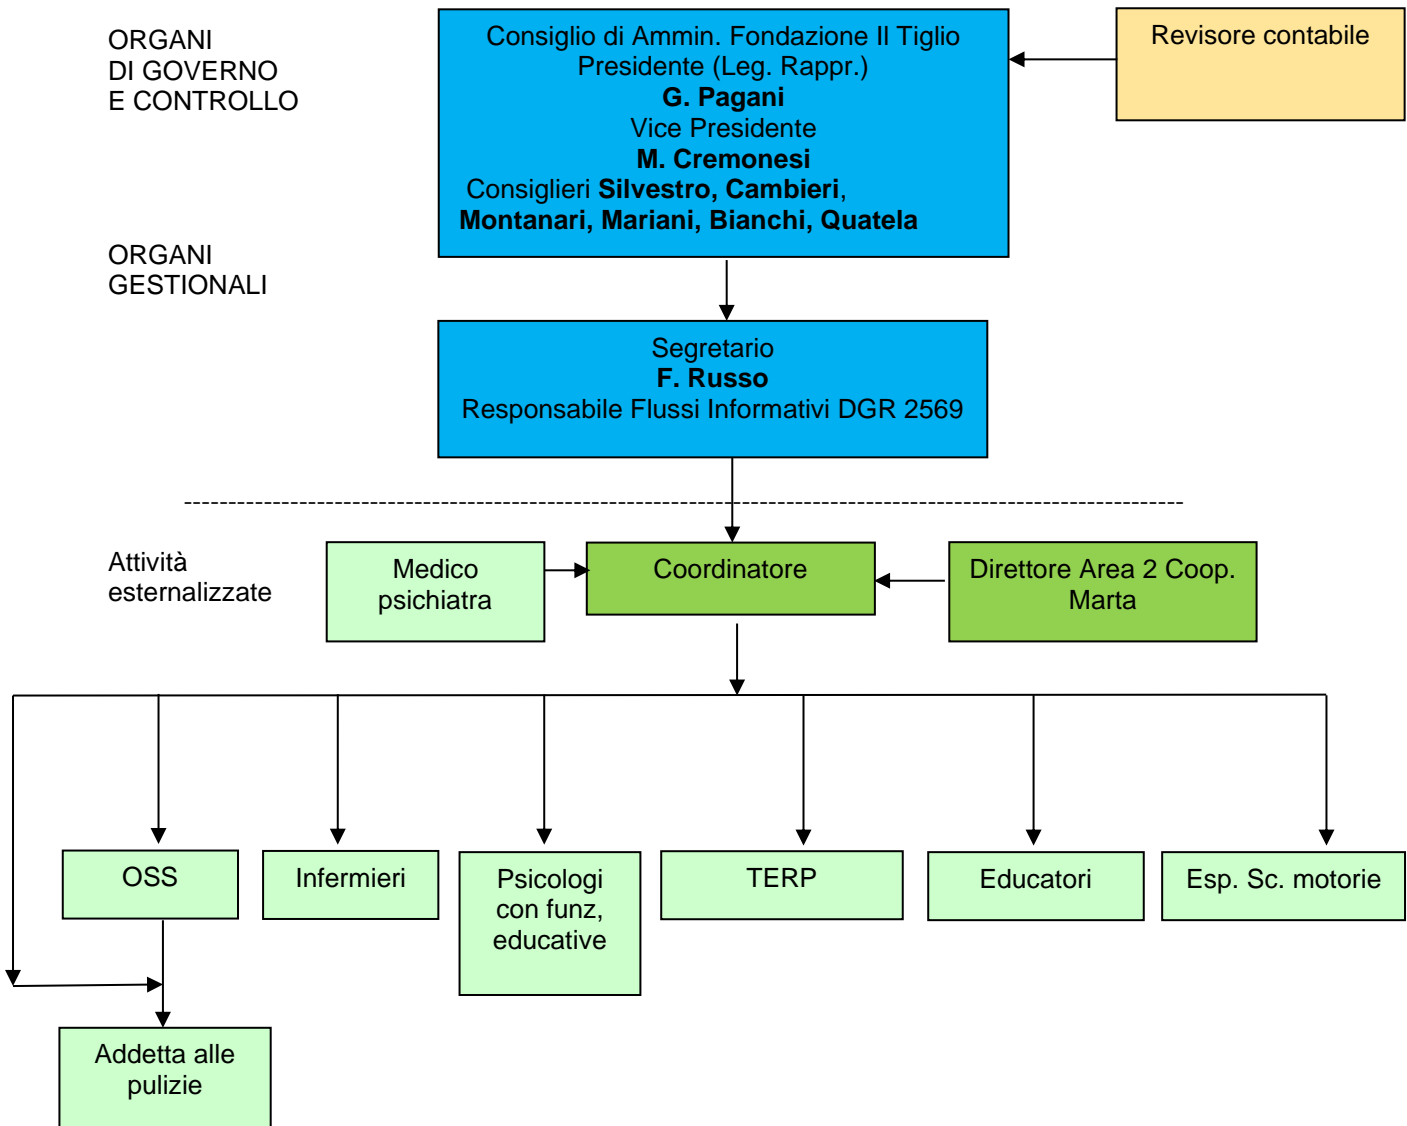 ORGANI
DI GOVERNO
E CONTROLLO
Consiglio di Ammin. Fondazione Il Tiglio
Presidente (Leg. Rappr.)
G. Pagani
Vice Presidente
M. Cremonesi
Consiglieri Silvestro, Cambieri,
Montanari, Mariani, Bianchi, Quatela
Revisore contabile
ORGANI
GESTIONALI
Segretario
F. Russo
Responsabile Flussi Informativi DGR 2569
Attività
esternalizzate
Medico
psichiatra
Coordinatore
Direttore Area 2 Coop.
Marta
OSS
Infermieri
Psicologi
con funz,
educative
TERP
Educatori
Esp. Sc. motorie
Addetta alle
pulizie